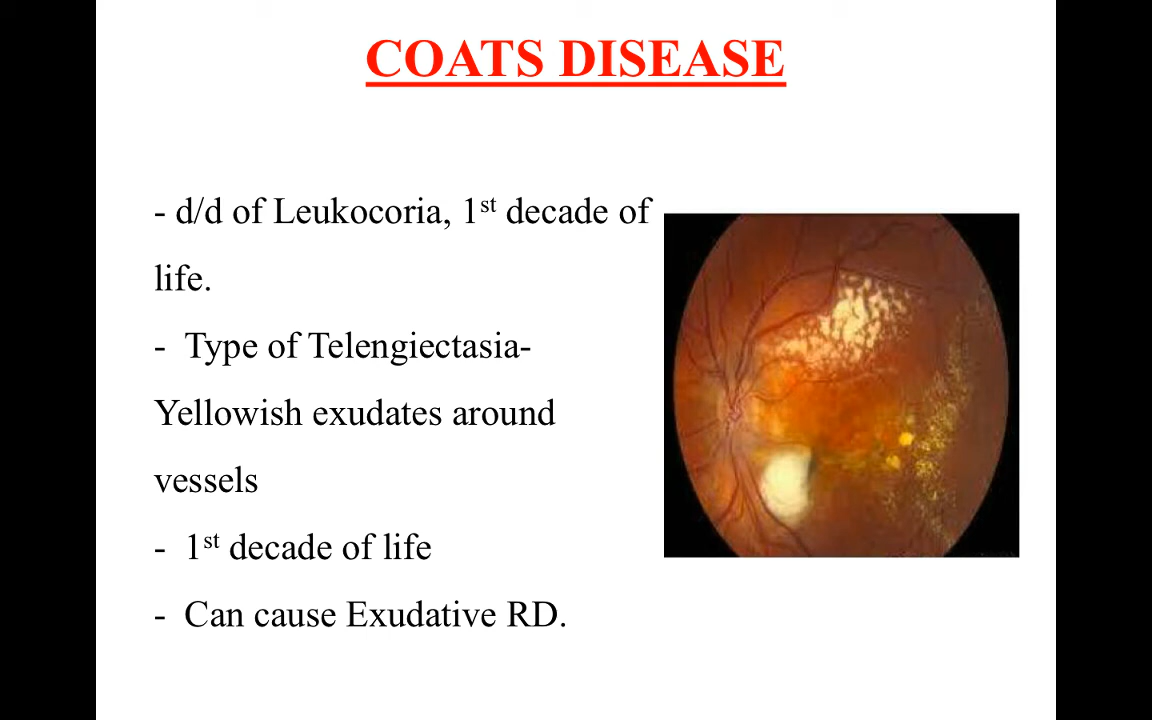 COATS DISEASE
- d/d of Leukocoria, 1st decade of
life.
- Type of Telengiectasia-
Yellowish exudates around
vessels
- 1st decade of life
- Can cause Exudative RD.